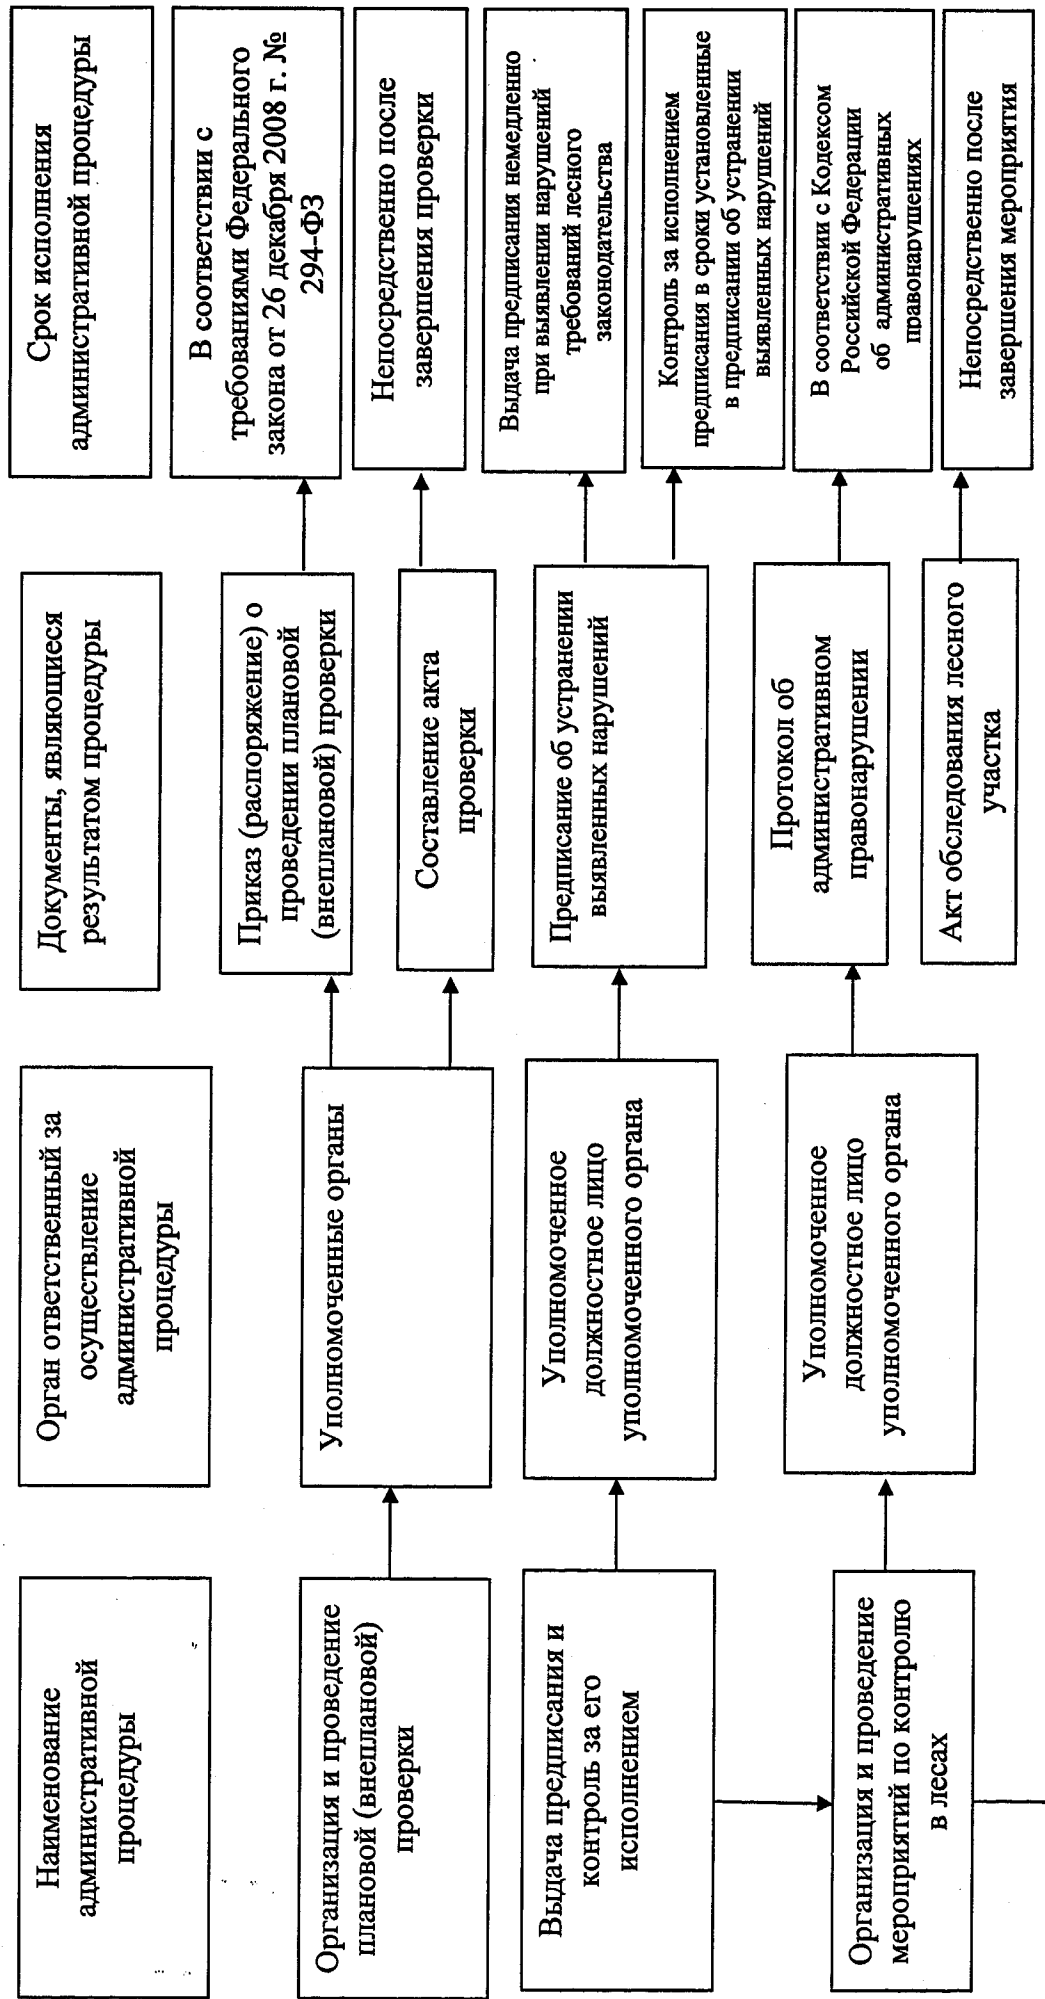 Наименование
административной
процедуры
Орган ответственный за
осуществление
административной
процедуры
Документы, являющиеся
результатом процедуры
Срок исполнения
административной процедуры
Организация и проведение
плановой (внеплановой)
проверки
Уполномоченные органы
Приказ (распоряжение) о
проведении плановой
(внеплановой) проверки
В соответствии с
требованиями Федерального
закона от 26 декабря 2008 г. №
294-ФЗ
Составление акта
проверки
Непосредственно после
завершения проверки
Выдача предписания и
контроль за его
исполнением
Уполномоченное
должностное лицо
уполномоченного органа
Предписание об устранении
выявленных нарушений
Выдача предписания немедленно
при выявлении нарушений
требований лесного
законодательства
Контроль за исполнением
предписания в сроки установленные
в предписании об устранении
выявленных нарушений
Организация и проведение
мероприятий по контролю
в лесах
Уполномоченное
должностное лицо
уполномоченного органа
Протокол об
административном
правонарушении
В соответствии с Кодексом
Российской Федерации
об административных
правонарушениях
Акт обследования лесного
участка
Непосредственно после
завершения мероприятия